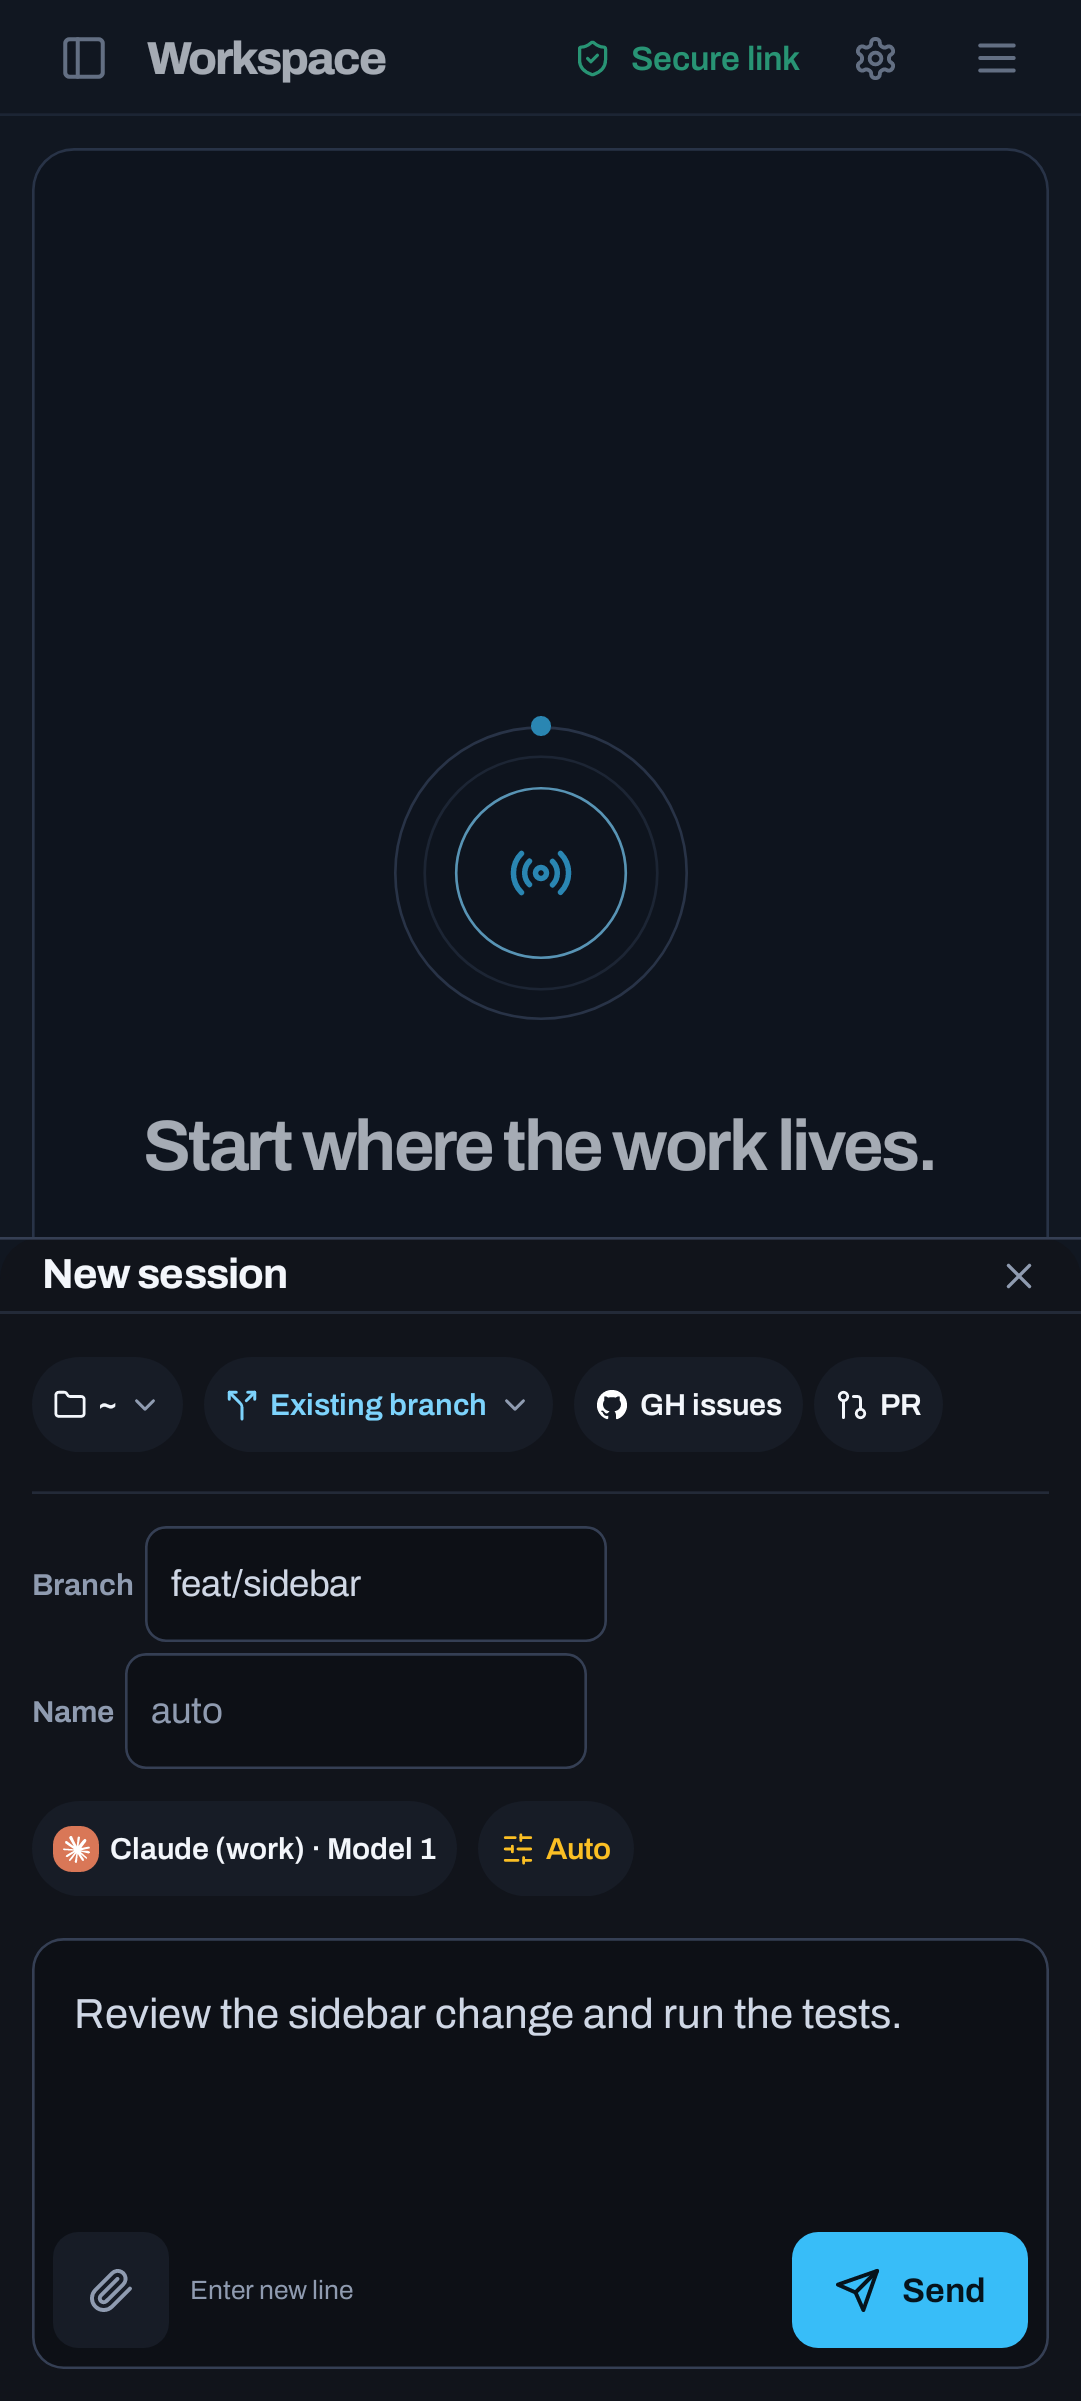 Workspace
Secure link
Start where the work lives.
New session
~
Existing branch
GH issues
PR
Branch
feat/sidebar
Name
auto
Claude (work) · Model 1
Auto
Review the sidebar change and run the tests.
Enter new line
Send